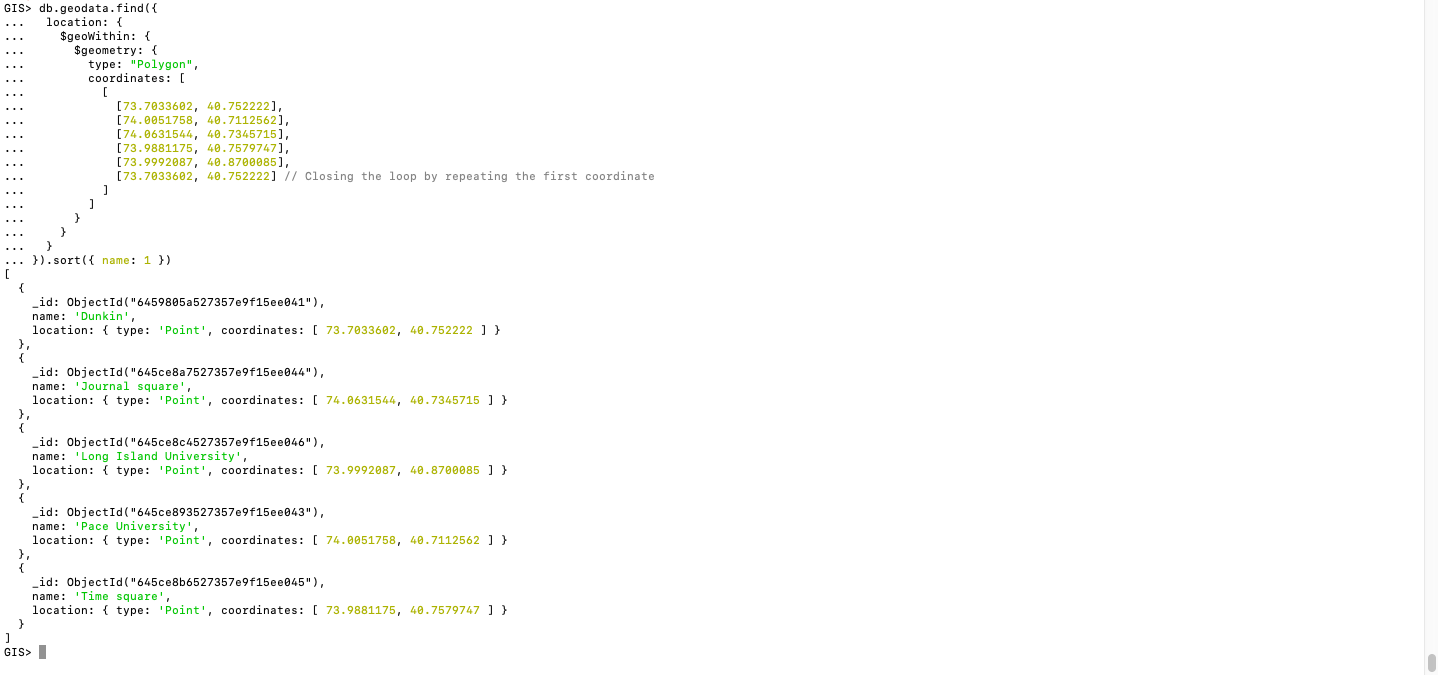 GIS> db.geodata.find({
...   location: {
...     $geoWithin: {
...       $geometry: {
...         type: "Polygon",
...         coordinates: [
...           [
...             [73.7033602, 40.752222],
...             [74.0051758, 40.7112562],
...             [74.0631544, 40.7345715],
...             [73.9881175, 40.7579747],
...             [73.9992087, 40.8700085],
...             [73.7033602, 40.752222] // Closing the loop by repeating the first coordinate
...           ]
...         ]
...       }
...     }
...   }
... }).sort({ name: 1 })
[
  {
    _id: ObjectId("6459805a527357e9f15ee041"),
    name: 'Dunkin',
    location: { type: 'Point', coordinates: [ 73.7033602, 40.752222 ] }
  },
  {
    _id: ObjectId("645ce8a7527357e9f15ee044"),
    name: 'Journal square',
    location: { type: 'Point', coordinates: [ 74.0631544, 40.7345715 ] }
  },
  {
    _id: ObjectId("645ce8c4527357e9f15ee046"),
    name: 'Long Island University',
    location: { type: 'Point', coordinates: [ 73.9992087, 40.8700085 ] }
  },
  {
    _id: ObjectId("645ce893527357e9f15ee043"),
    name: 'Pace University',
    location: { type: 'Point', coordinates: [ 74.0051758, 40.7112562 ] }
  },
  {
    _id: ObjectId("645ce8b6527357e9f15ee045"),
    name: 'Time square',
    location: { type: 'Point', coordinates: [ 73.9881175, 40.7579747 ] }
  }
]
GIS>